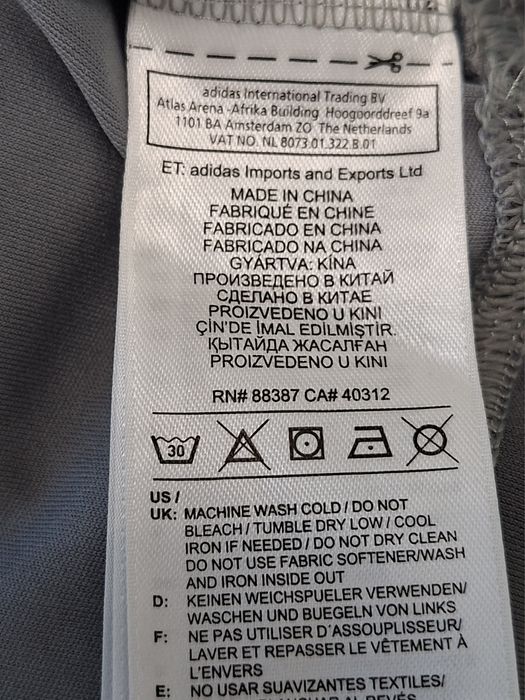 adidas International Trading BV
Atlas Arena -Afrika Building Hoogoorddreef 9a
1101 BA Amsterdam ZO The Netherlands
VAT NO. NL 8073.01.322.B.01
ET: adidas Imports and Exports Ltd
MADE IN CHINA
FABRIQUÉ EN CHINE
FABRICADO EN CHINA
FABRICADO NA CHINA
GYÁRTVA: KÍNA
ПРОИЗВЕДЕНО В КИТАЙ
СДЕЛАНО В КИТАЕ
PROIZVEDENO U KINI
ÇİN'DE İMAL EDİLMİŞTİR.
ҚЫТАЙДА ЖАСАЛҒАН
PROIZVEDENO U KINI
RN# 88387 CA# 40312
30
US /
UK: MACHINE WASH COLD / DO NOT
BLEACH / TUMBLE DRY LOW / COOL
IRON IF NEEDED / DO NOT DRY CLEAN
DO NOT USE FABRIC SOFTENER/WASH
AND IRON INSIDE OUT
D: KEINEN WEICHSPUELER VERWENDEN/
WASCHEN UND BUEGELN VON LINKS
F: NE PAS UTILISER D'ASSOUPLISSEUR/
LAVER ET REPASSER LE VÊTEMENT À
L'ENVERS
E: NO USAR SUAVIZANTES TEXTILES/